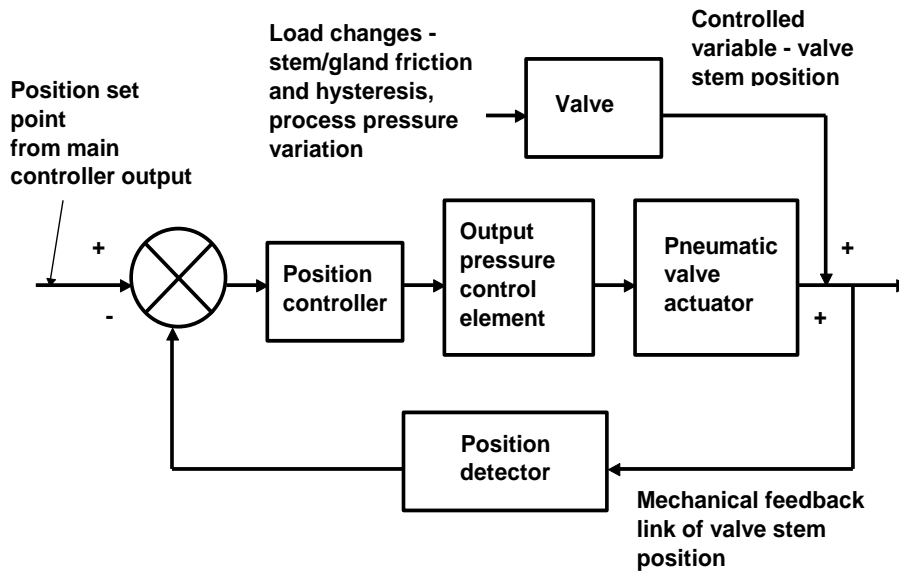 Load changes -
stem/gland friction
and hysteresis,
process pressure
variation
Controlled
variable - valve
stem position
Valve
Position set
point
from main
controller output
+
-
Position
controller
Output
pressure
control
element
Pneumatic
valve
actuator
+
+
Position
detector
Mechanical feedback
link of valve stem
position